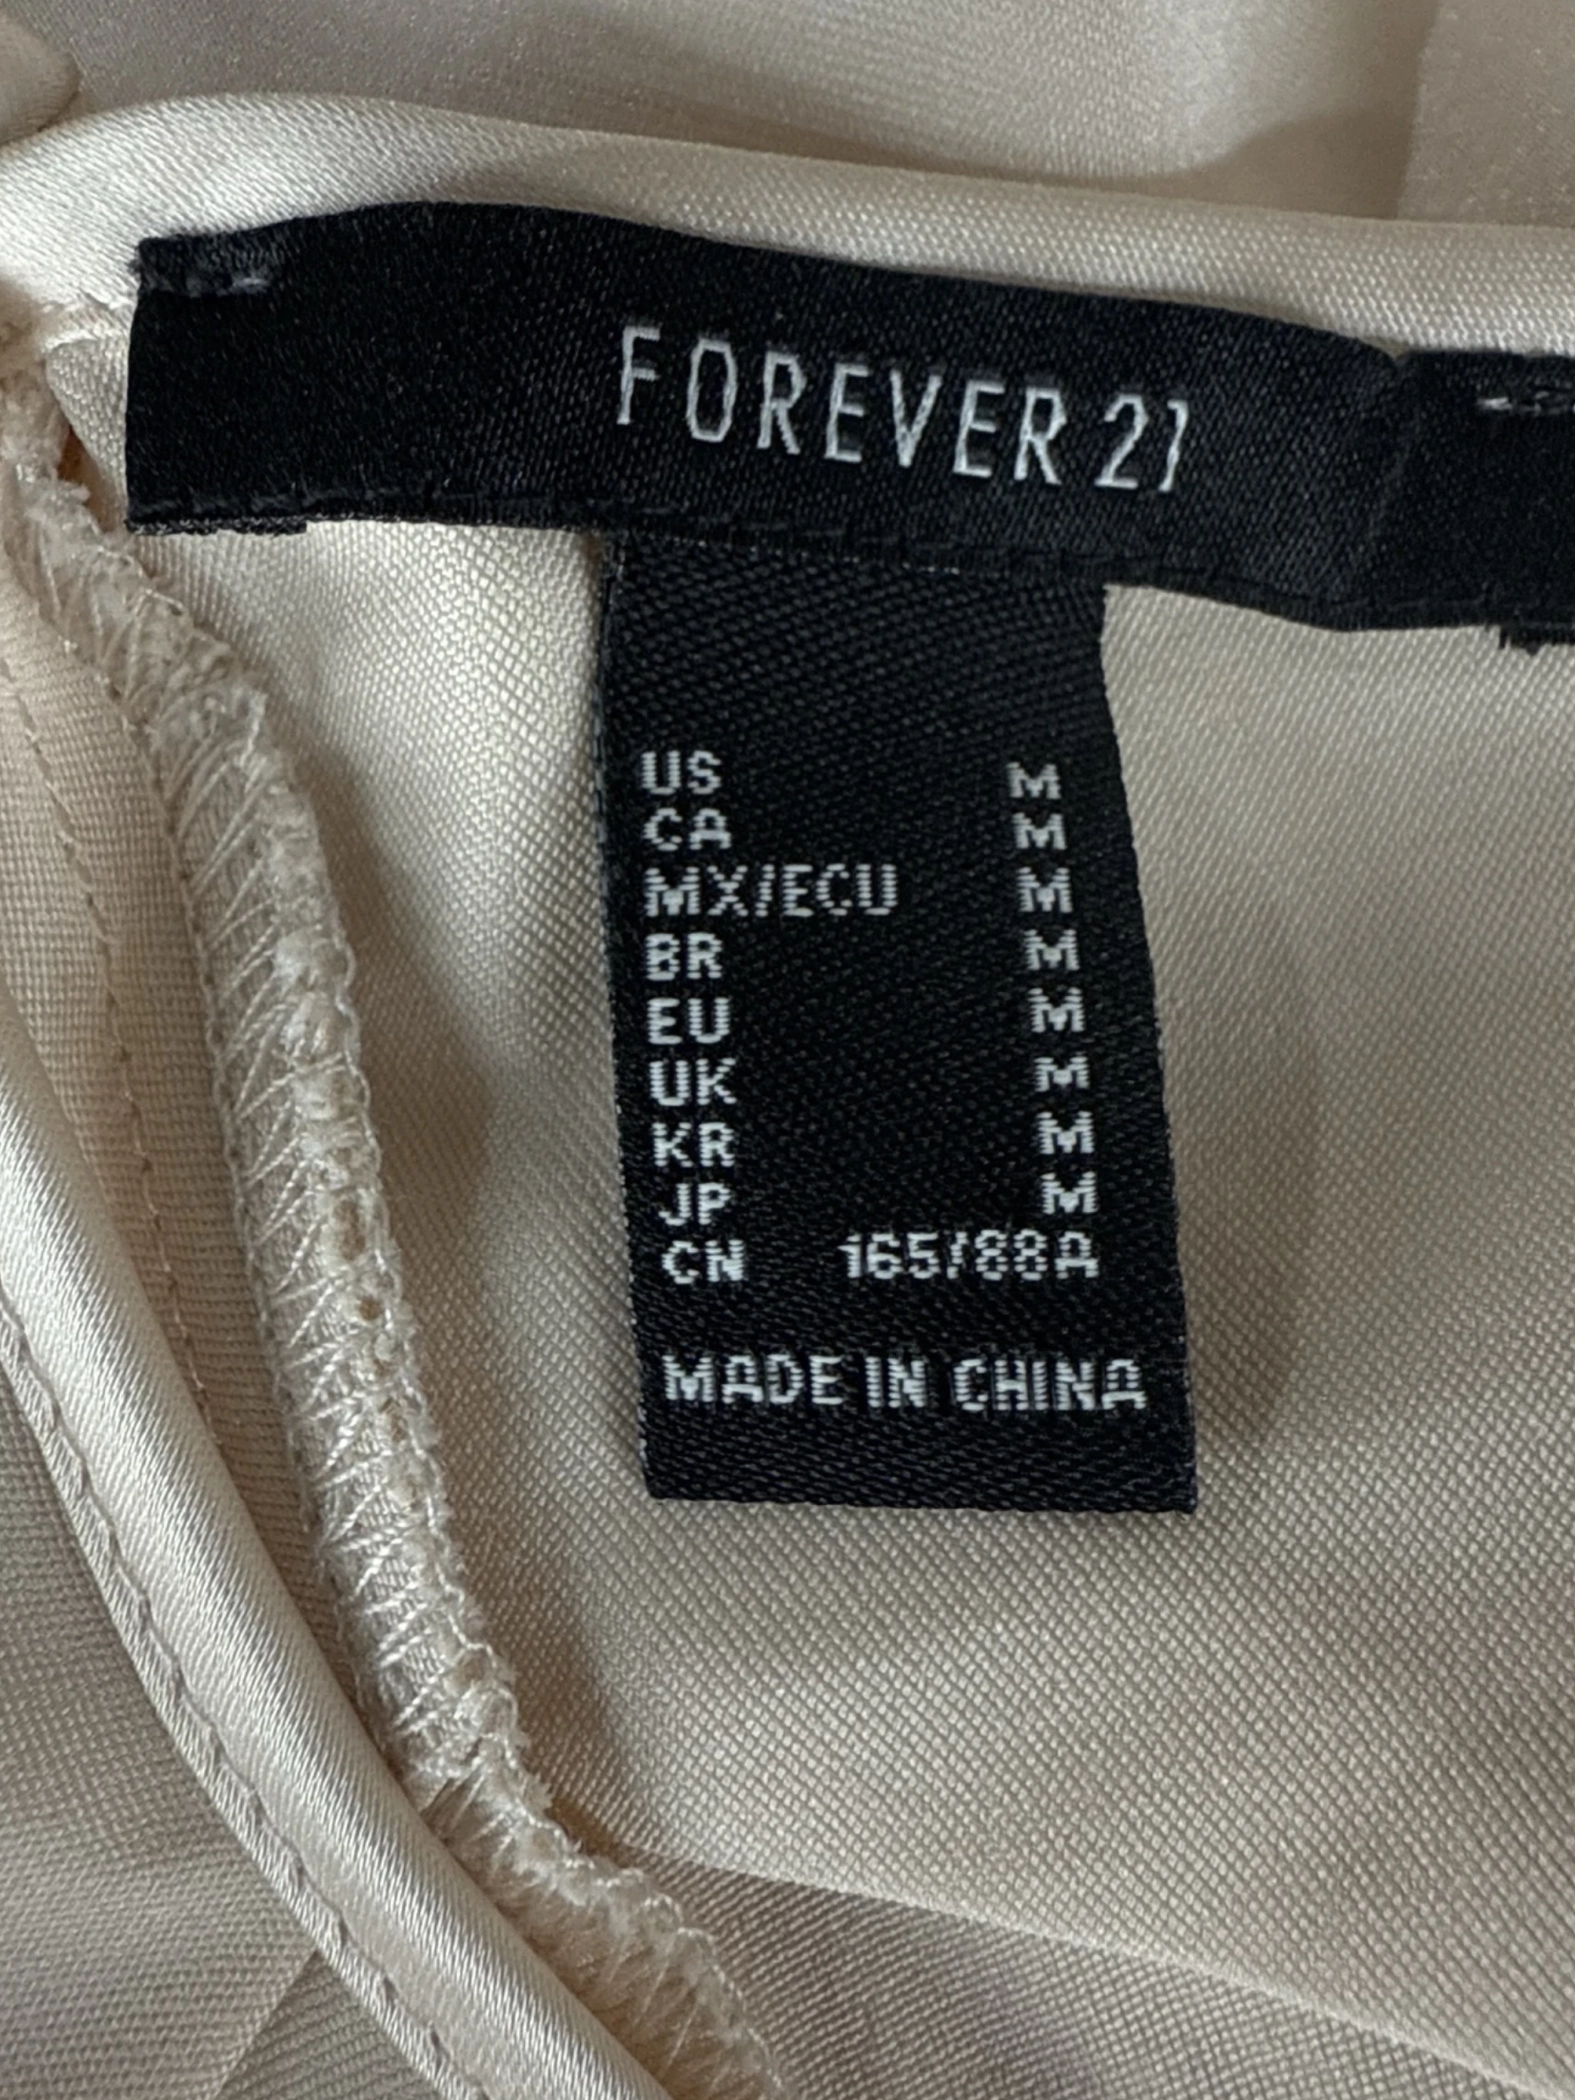 FOREVER 21
US M
CA M
MX/ECU M
BR M
EU M
UK M
KR M
JP M
CN 165/88A
MADE IN CHINA